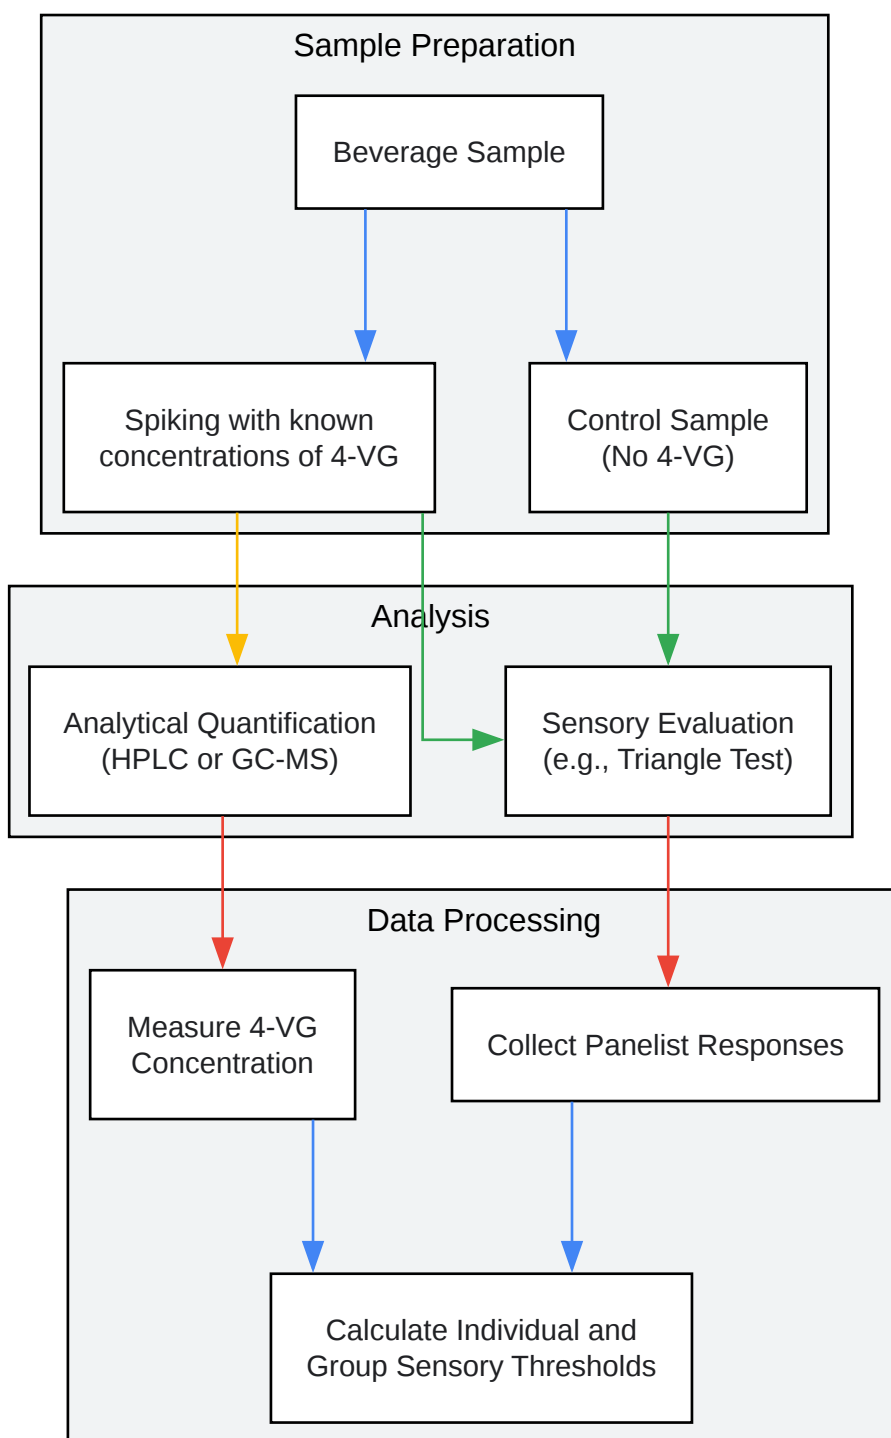 Sample Preparation
Beverage Sample
Spiking with known
concentrations of 4-VG
Control Sample
(No 4-VG)
Analysis
Analytical Quantification
(HPLC or GC-MS)
Sensory Evaluation
(e.g., Triangle Test)
Data Processing
Measure 4-VG
Concentration
Collect Panelist Responses
Calculate Individual and
Group Sensory Thresholds